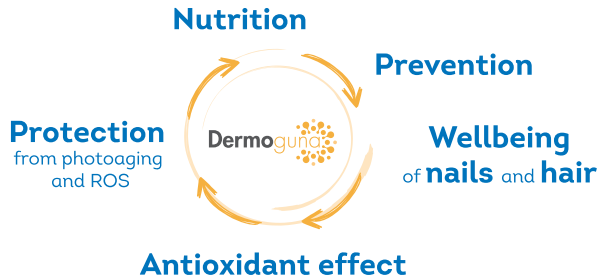 Nutrition
Prevention
Protection
from photoaging
and ROS
Dermoguna
Wellbeing
of nails and hair
Antioxidant effect